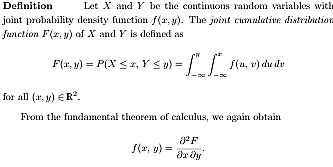 Definition Let X and Y be the continuous random variables with
joint probability density function f(x, y). The joint cumulative distribution
function F(x, y) of X and Y is defined as
F(x, y) = P(X ≤ x, Y ≤ y) = ∫_{-∞}^{y} ∫_{-∞}^{x} f(u, v) du dv
for all (x, y) ∈ R².
From the fundamental theorem of calculus, we again obtain
f(x, y) = ∂²F / ∂x ∂y.